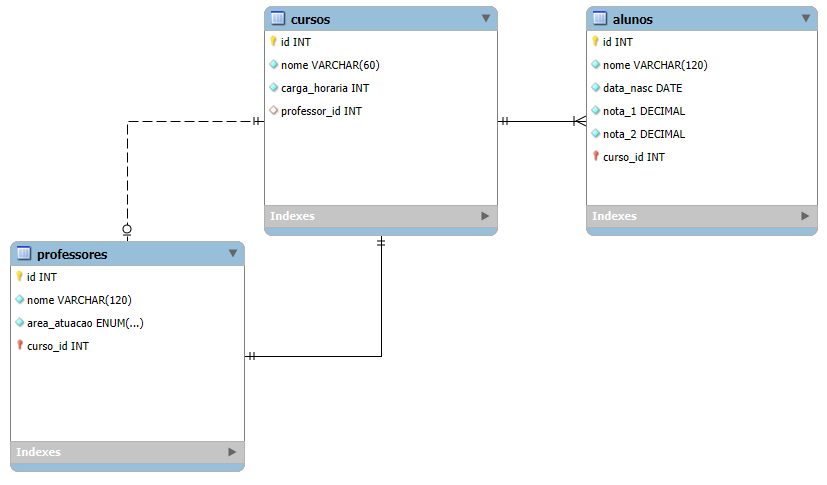 cursos
id INT
nome VARCHAR(60)
carga_horaria INT
professor_id INT
Indexes
alunos
id INT
nome VARCHAR(120)
data_nasc DATE
nota_1 DECIMAL
nota_2 DECIMAL
curso_id INT
Indexes
professores
id INT
nome VARCHAR(120)
area_atuacao ENUM(...)
curso_id INT
Indexes